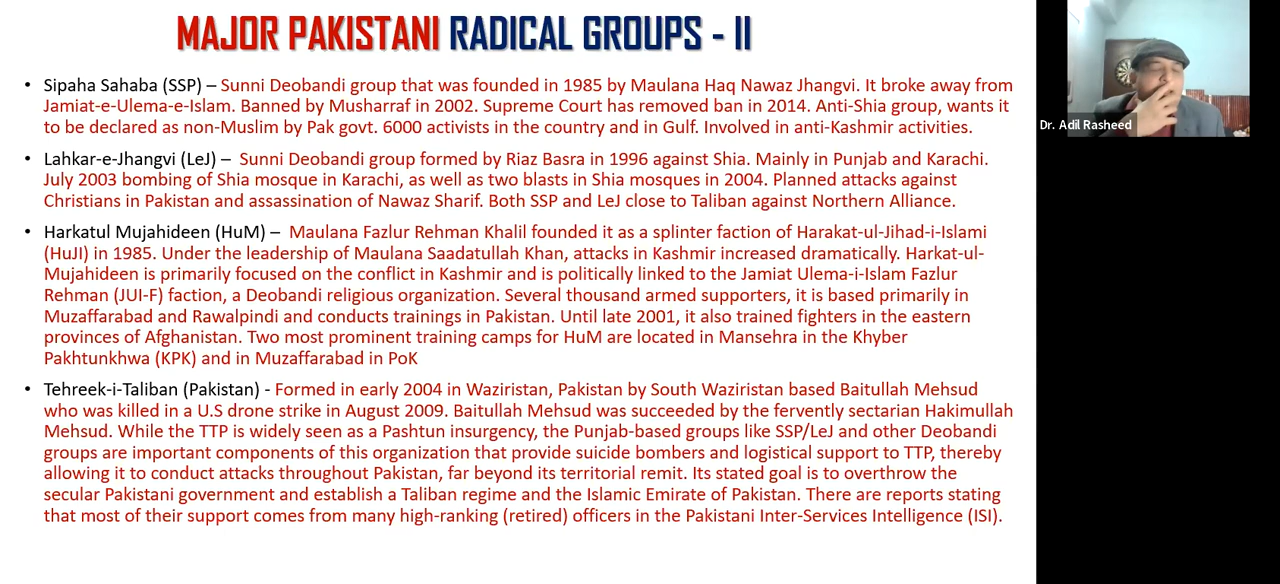 MAJOR PAKISTANI RADICAL GROUPS - II
• Sipaha Sahaba (SSP) – Sunni Deobandi group that was founded in 1985 by Maulana Haq Nawaz Jhangvi. It broke away from
Jamiat-e-Ulema-e-Islam. Banned by Musharraf in 2002. Supreme Court has removed ban in 2014. Anti-Shia group, wants it
to be declared as non-Muslim by Pak govt. 6000 activists in the country and in Gulf. Involved in anti-Kashmir activities.
• Lahkar-e-Jhangvi (LeJ) – Sunni Deobandi group formed by Riaz Basra in 1996 against Shia. Mainly in Punjab and Karachi.
July 2003 bombing of Shia mosque in Karachi, as well as two blasts in Shia mosques in 2004. Planned attacks against
Christians in Pakistan and assassination of Nawaz Sharif. Both SSP and LeJ close to Taliban against Northern Alliance.
• Harkatul Mujahideen (HuM) – Maulana Fazlur Rehman Khalil founded it as a splinter faction of Harakat-ul-Jihad-i-Islami
(HuJI) in 1985. Under the leadership of Maulana Saadatullah Khan, attacks in Kashmir increased dramatically. Harkat-ul-
Mujahideen is primarily focused on the conflict in Kashmir and is politically linked to the Jamiat Ulema-i-Islam Fazlur
Rehman (JUI-F) faction, a Deobandi religious organization. Several thousand armed supporters, it is based primarily in
Muzaffarabad and Rawalpindi and conducts trainings in Pakistan. Until late 2001, it also trained fighters in the eastern
provinces of Afghanistan. Two most prominent training camps for HuM are located in Mansehra in the Khyber
Pakhtunkhwa (KPK) and in Muzaffarabad in PoK
• Tehreek-i-Taliban (Pakistan) - Formed in early 2004 in Waziristan, Pakistan by South Waziristan based Baitullah Mehsud
who was killed in a U.S drone strike in August 2009. Baitullah Mehsud was succeeded by the fervently sectarian Hakimullah
Mehsud. While the TTP is widely seen as a Pashtun insurgency, the Punjab-based groups like SSP/LeJ and other Deobandi
groups are important components of this organization that provide suicide bombers and logistical support to TTP, thereby
allowing it to conduct attacks throughout Pakistan, far beyond its territorial remit. Its stated goal is to overthrow the
secular Pakistani government and establish a Taliban regime and the Islamic Emirate of Pakistan. There are reports stating
that most of their support comes from many high-ranking (retired) officers in the Pakistani Inter-Services Intelligence (ISI).
Dr. Adil Rasheed